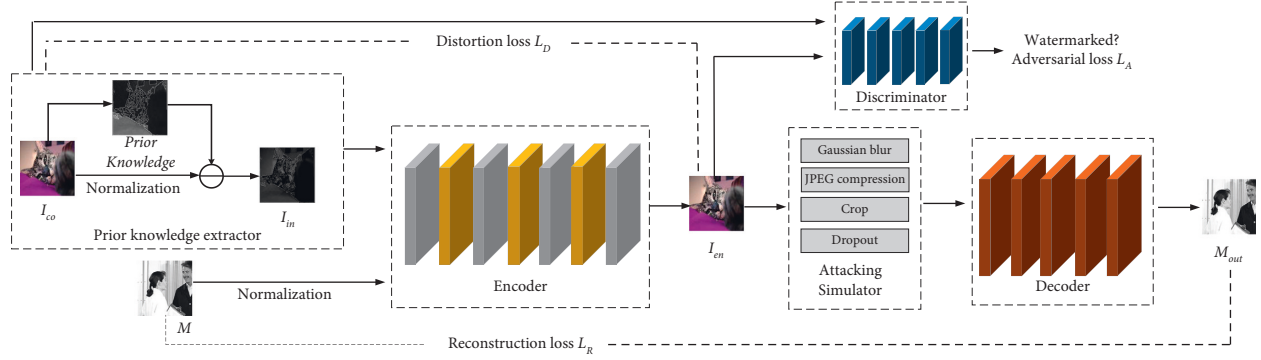 Distortion loss L_D
Watermarked?
Adversarial loss L_A
Discriminator
Prior
Knowledge
Normalization
I_co
I_in
Prior knowledge extractor
Encoder
I_en
Gaussian blur
JPEG compression
Crop
Dropout
Attacking
Simulator
Decoder
M_out
Normalization
M
Reconstruction loss L_R